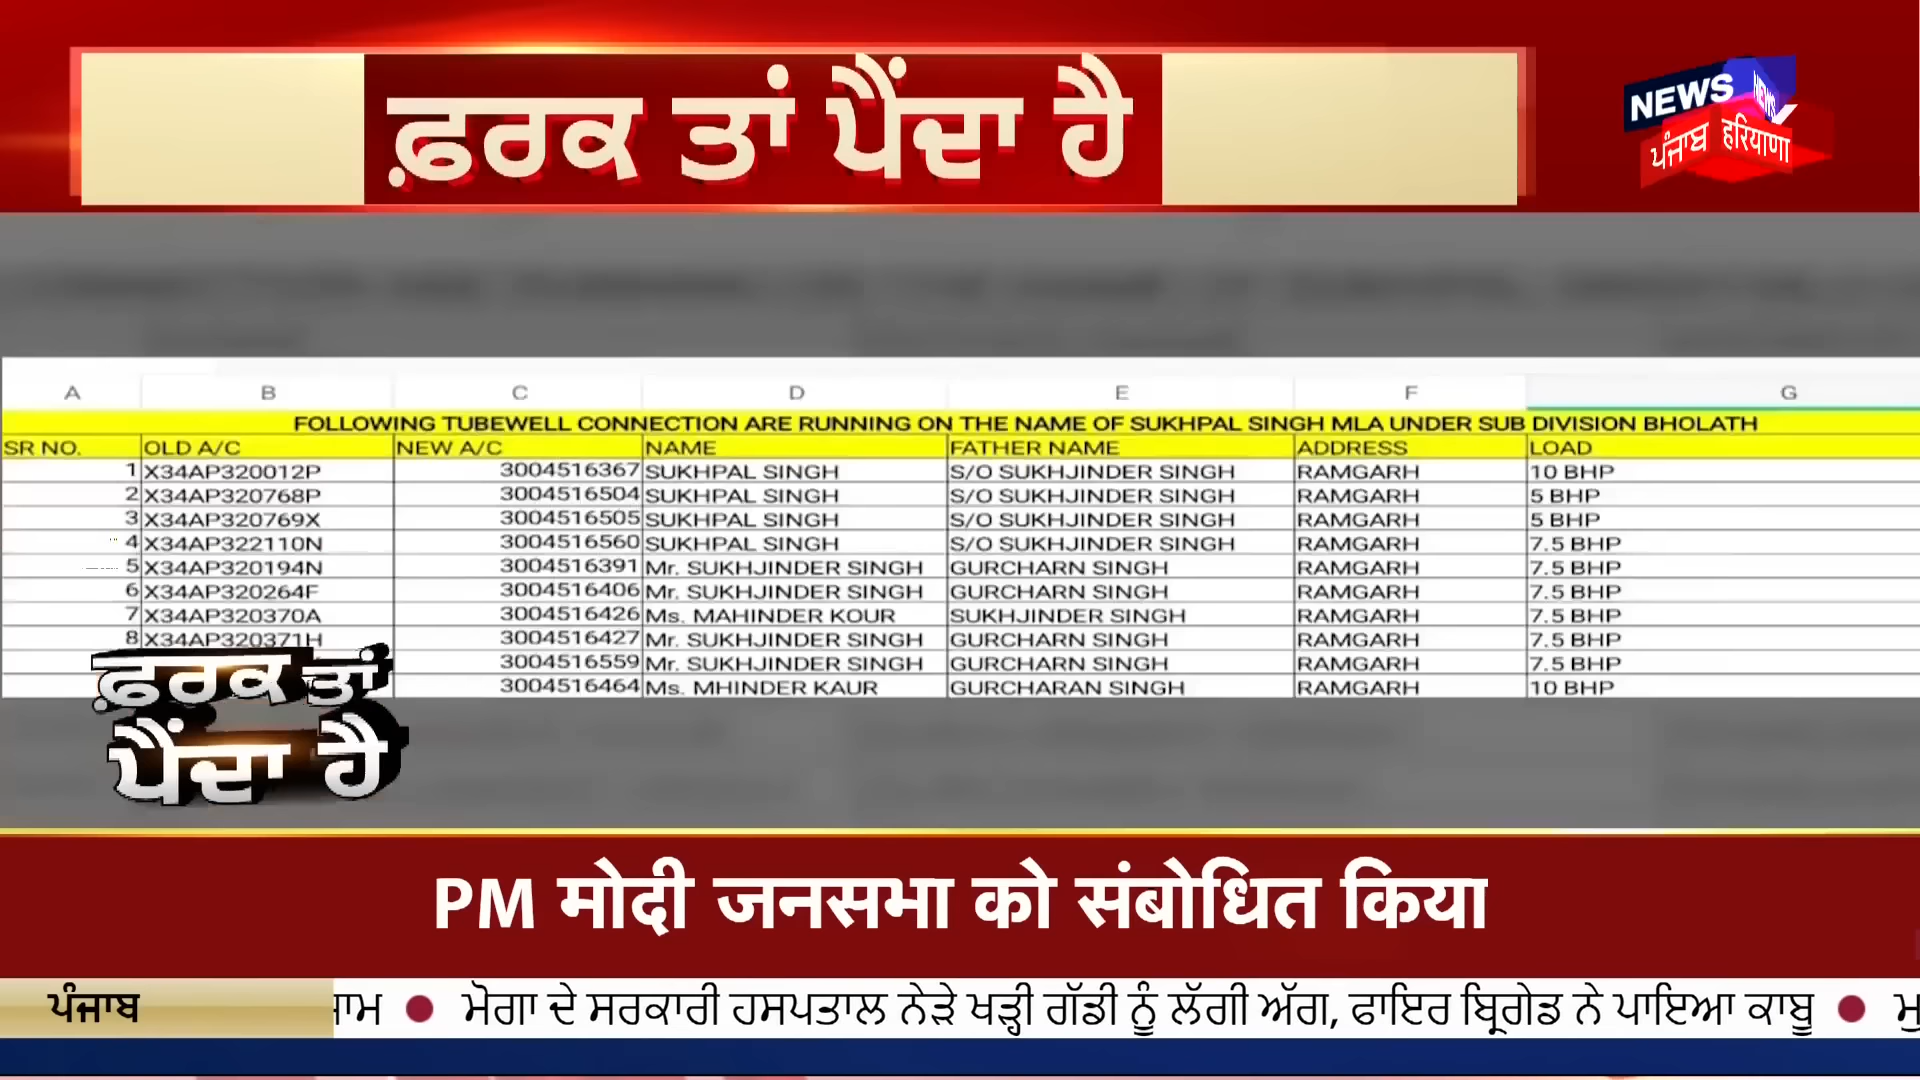 ਫ਼ਰਕ ਤਾਂ ਪੈਂਦਾ ਹੈ
NEWS
NEWS
ਪੰਜਾਬ हरियाणा
A B C D E F G
FOLLOWING TUBEWELL CONNECTION ARE RUNNING ON THE NAME OF SUKHPAL SINGH MLA UNDER SUB DIVISION BHOLATH
SR NO. OLD A/C NEW A/C NAME FATHER NAME ADDRESS LOAD
1 X34AP320012P 3004516367 SUKHPAL SINGH S/O SUKHJINDER SINGH RAMGARH 10 BHP
2 X34AP320768P 3004516504 SUKHPAL SINGH S/O SUKHJINDER SINGH RAMGARH 5 BHP
3 X34AP320769X 3004516505 SUKHPAL SINGH S/O SUKHJINDER SINGH RAMGARH 5 BHP
4 X34AP322110N 3004516560 SUKHPAL SINGH S/O SUKHJINDER SINGH RAMGARH 7.5 BHP
5 X34AP320194N 3004516391 Mr. SUKHJINDER SINGH GURCHARN SINGH RAMGARH 7.5 BHP
6 X34AP320264F 3004516406 Mr. SUKHJINDER SINGH GURCHARN SINGH RAMGARH 7.5 BHP
7 X34AP320370A 3004516426 Ms. MAHINDER KOUR SUKHJINDER SINGH RAMGARH 7.5 BHP
8 X34AP320371H 3004516427 Mr. SUKHJINDER SINGH GURCHARN SINGH RAMGARH 7.5 BHP
3004516559 Mr. SUKHJINDER SINGH GURCHARN SINGH RAMGARH 7.5 BHP
3004516464 Ms. MHINDER KAUR GURCHARAN SINGH RAMGARH 10 BHP
ਫ਼ਰਕ ਤਾਂ
ਪੈਂਦਾ ਹੈ
PM मोदी जनसभा को संबोधित किया
ਪੰਜਾਬ ● ਮੋਗਾ ਦੇ ਸਰਕਾਰੀ ਹਸਪਤਾਲ ਨੇੜੇ ਖੜ੍ਹੀ ਗੱਡੀ ਨੂੰ ਲੱਗੀ ਅੱਗ, ਫਾਇਰ ਬ੍ਰਿਗੇਡ ਨੇ ਪਾਇਆ ਕਾਬੂ ●